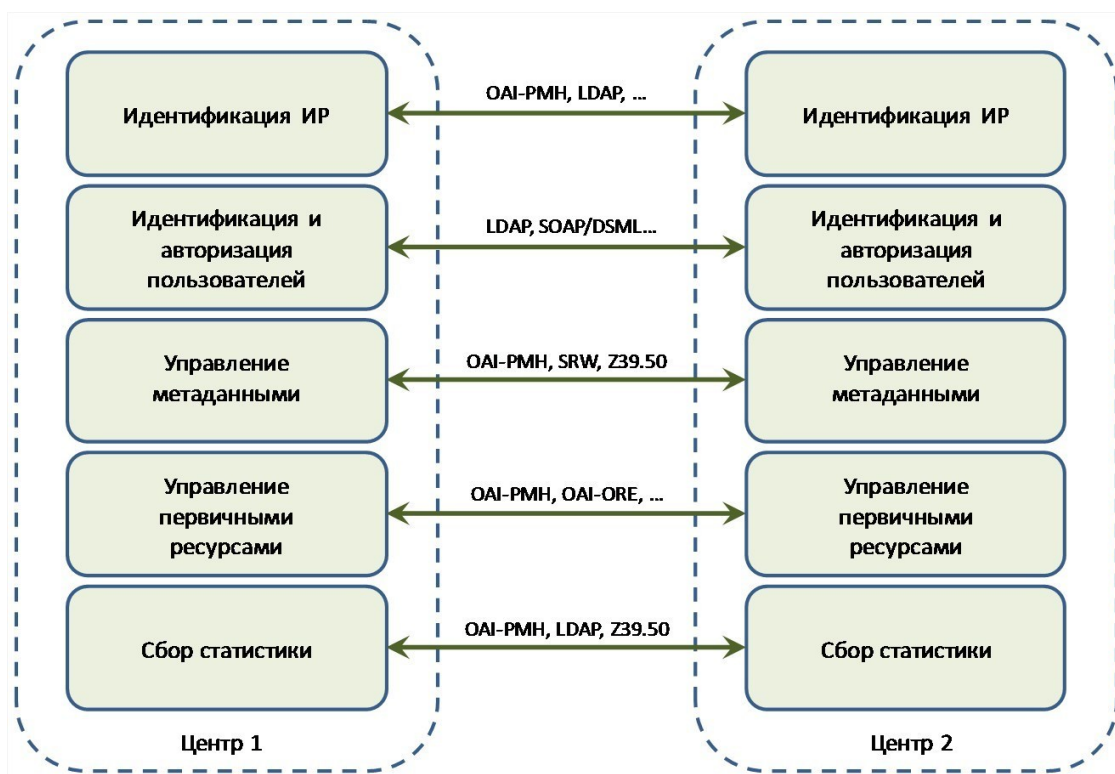 Идентификация ИР
OAI-PMH, LDAP, ...
Идентификация ИР
Идентификация и
авторизация
пользователей
LDAP, SOAP/DSML...
Идентификация и
авторизация
пользователей
Управление
метаданными
OAI-PMH, SRW, Z39.50
Управление
метаданными
Управление
первичными
ресурсами
OAI-PMH, OAI-ORE, ...
Управление
первичными
ресурсами
Сбор статистики
OAI-PMH, LDAP, Z39.50
Сбор статистики
Центр 1
Центр 2